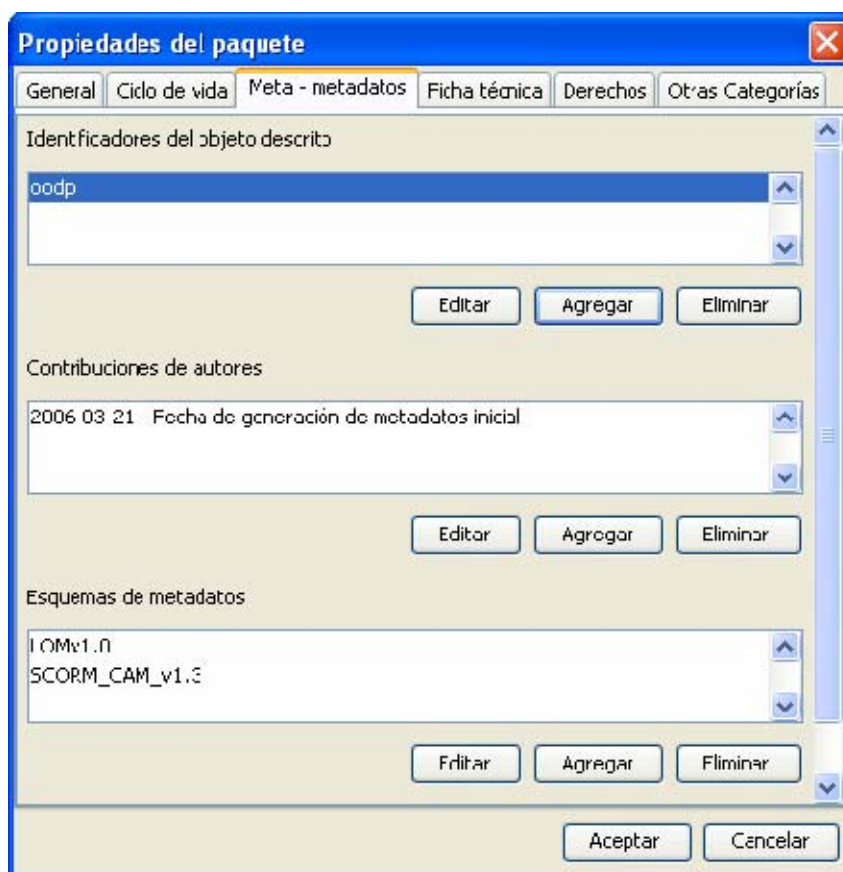 Propiedades del paquete
General Ciclo de vida Meta - metadatos Ficha técnica Derechos Otras Categorías
Identificadores del objeto descrito
oodp
Editar Agregar Eliminar
Contribuciones de autores
2006-03-21 Fecha de generación de metadatos inicial
Editar Agregar Eliminar
Esquemas de metadatos
LOMv1.0
SCORM_CAM_v1.3
Editar Agregar Eliminar
Aceptar Cancelar